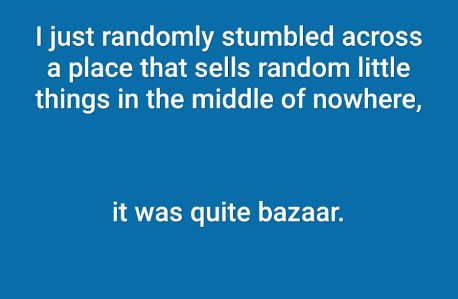 I just randomly stumbled across
a place that sells random little
things in the middle of nowhere,
it was quite bazaar.